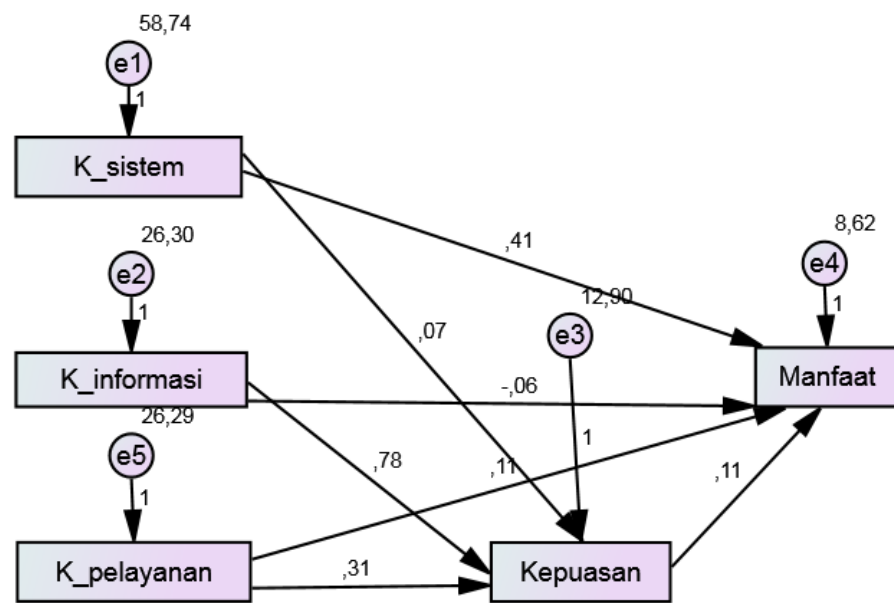 58,74
e1
1
K_sistem
26,30
e2
1
K_informasi
26,29
e5
1
K_pelayanan
,41
,07
-,06
,78
,11
,31
12,90
e3
1
Kepuasan
,11
8,62
e4
1
Manfaat